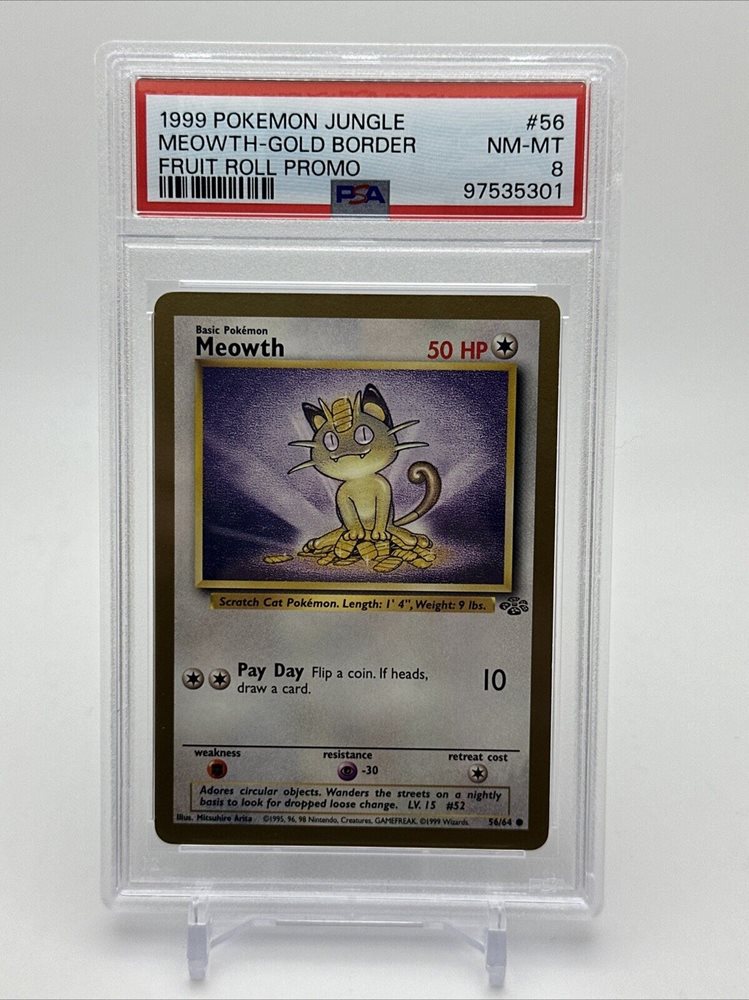 1999 POKEMON JUNGLE #56
MEOWTH-GOLD BORDER NM-MT
FRUIT ROLL PROMO 8
PSA 97535301
Basic Pokémon
Meowth 50 HP
Scratch Cat Pokémon. Length: 1' 4", Weight: 9 lbs.
Pay Day Flip a coin. If heads, 10
draw a card.
weakness resistance retreat cost
-30
Adores circular objects. Wanders the streets on a nightly
basis to look for dropped loose change. LV. 15 #52
Illus. Mitsuhiro Arita ©1995, 96, 98 Nintendo, Creatures, GAMEFREAK. ©1999 Wizards. 56/64